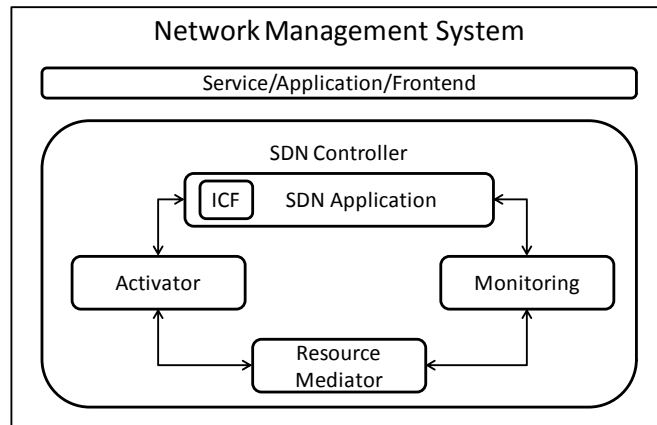 Network Management System
Service/Application/Frontend
SDN Controller
ICF SDN Application
Activator
Monitoring
Resource
Mediator